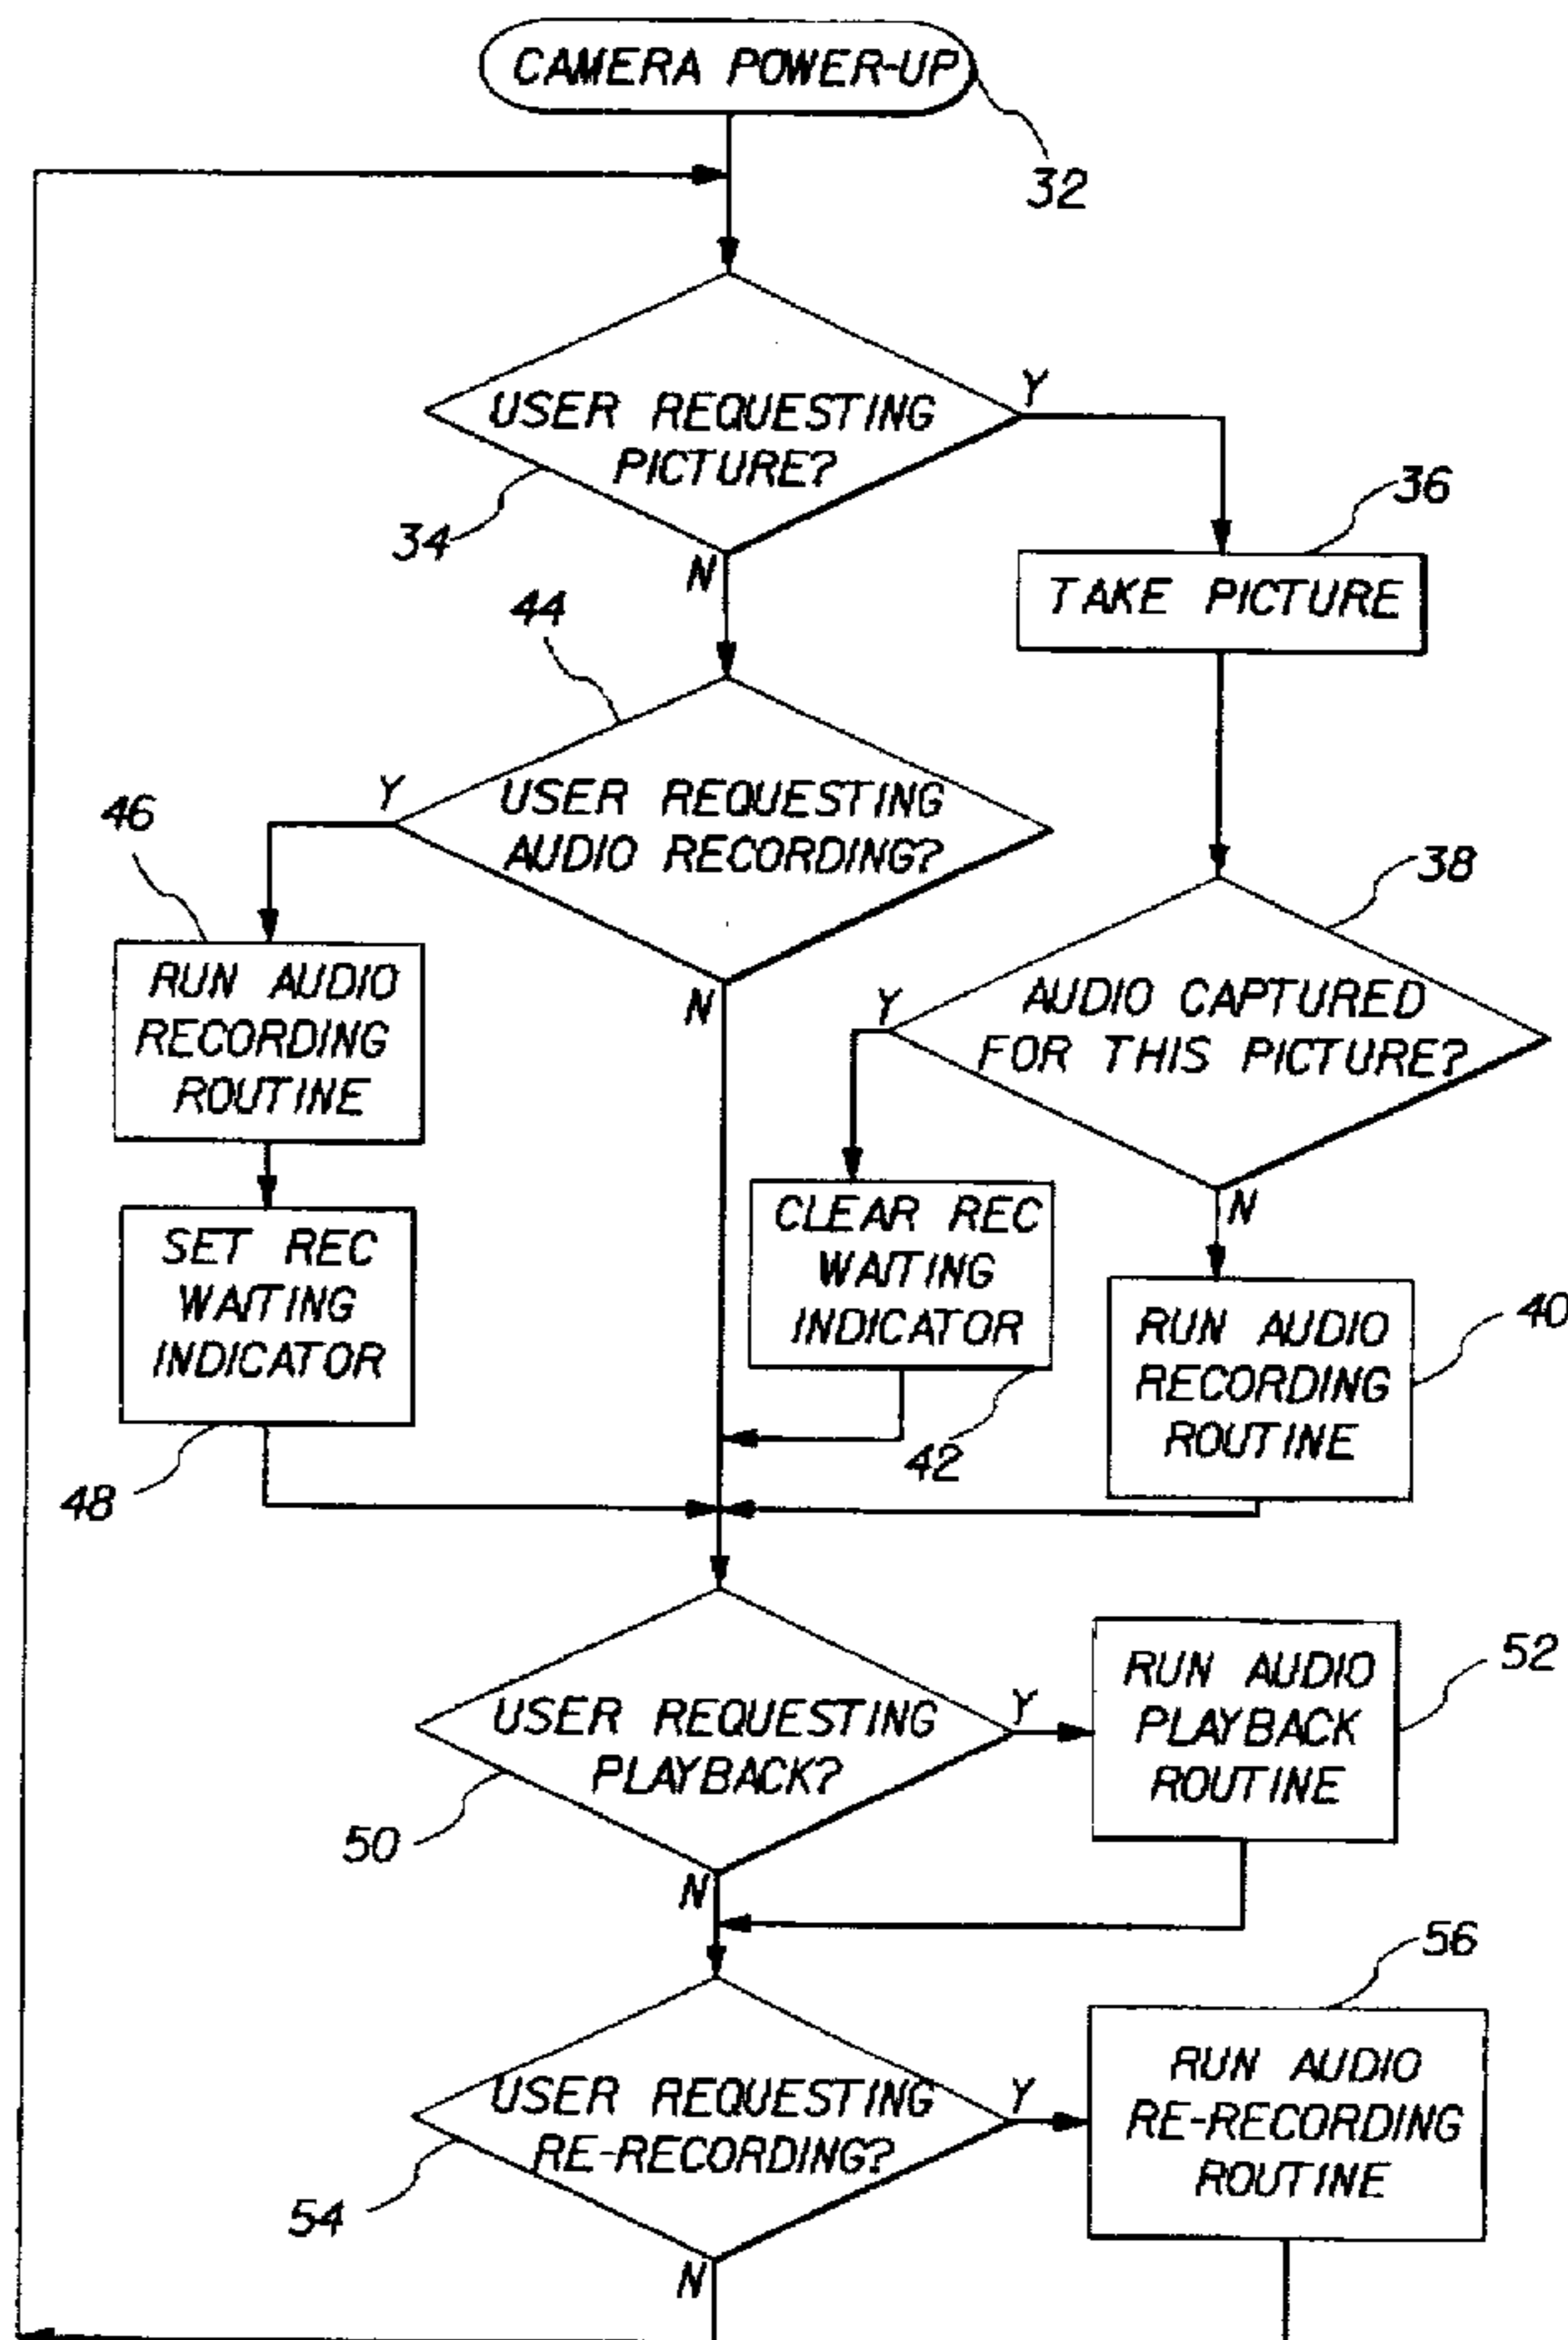 CAMERA POWER-UP
32
USER REQUESTING
PICTURE?
34
Y
N
36
TAKE PICTURE
44
USER REQUESTING
AUDIO RECORDING?
Y
N
46
RUN AUDIO
RECORDING
ROUTINE
SET REC
WAITING
INDICATOR
48
38
AUDIO CAPTURED
FOR THIS PICTURE?
Y
N
CLEAR REC
WAITING
INDICATOR
42
RUN AUDIO
RECORDING
ROUTINE
40
USER REQUESTING
PLAYBACK?
50
Y
N
RUN AUDIO
PLAYBACK
ROUTINE
52
USER REQUESTING
RE-RECORDING?
54
Y
N
56
RUN AUDIO
RE-RECORDING
ROUTINE